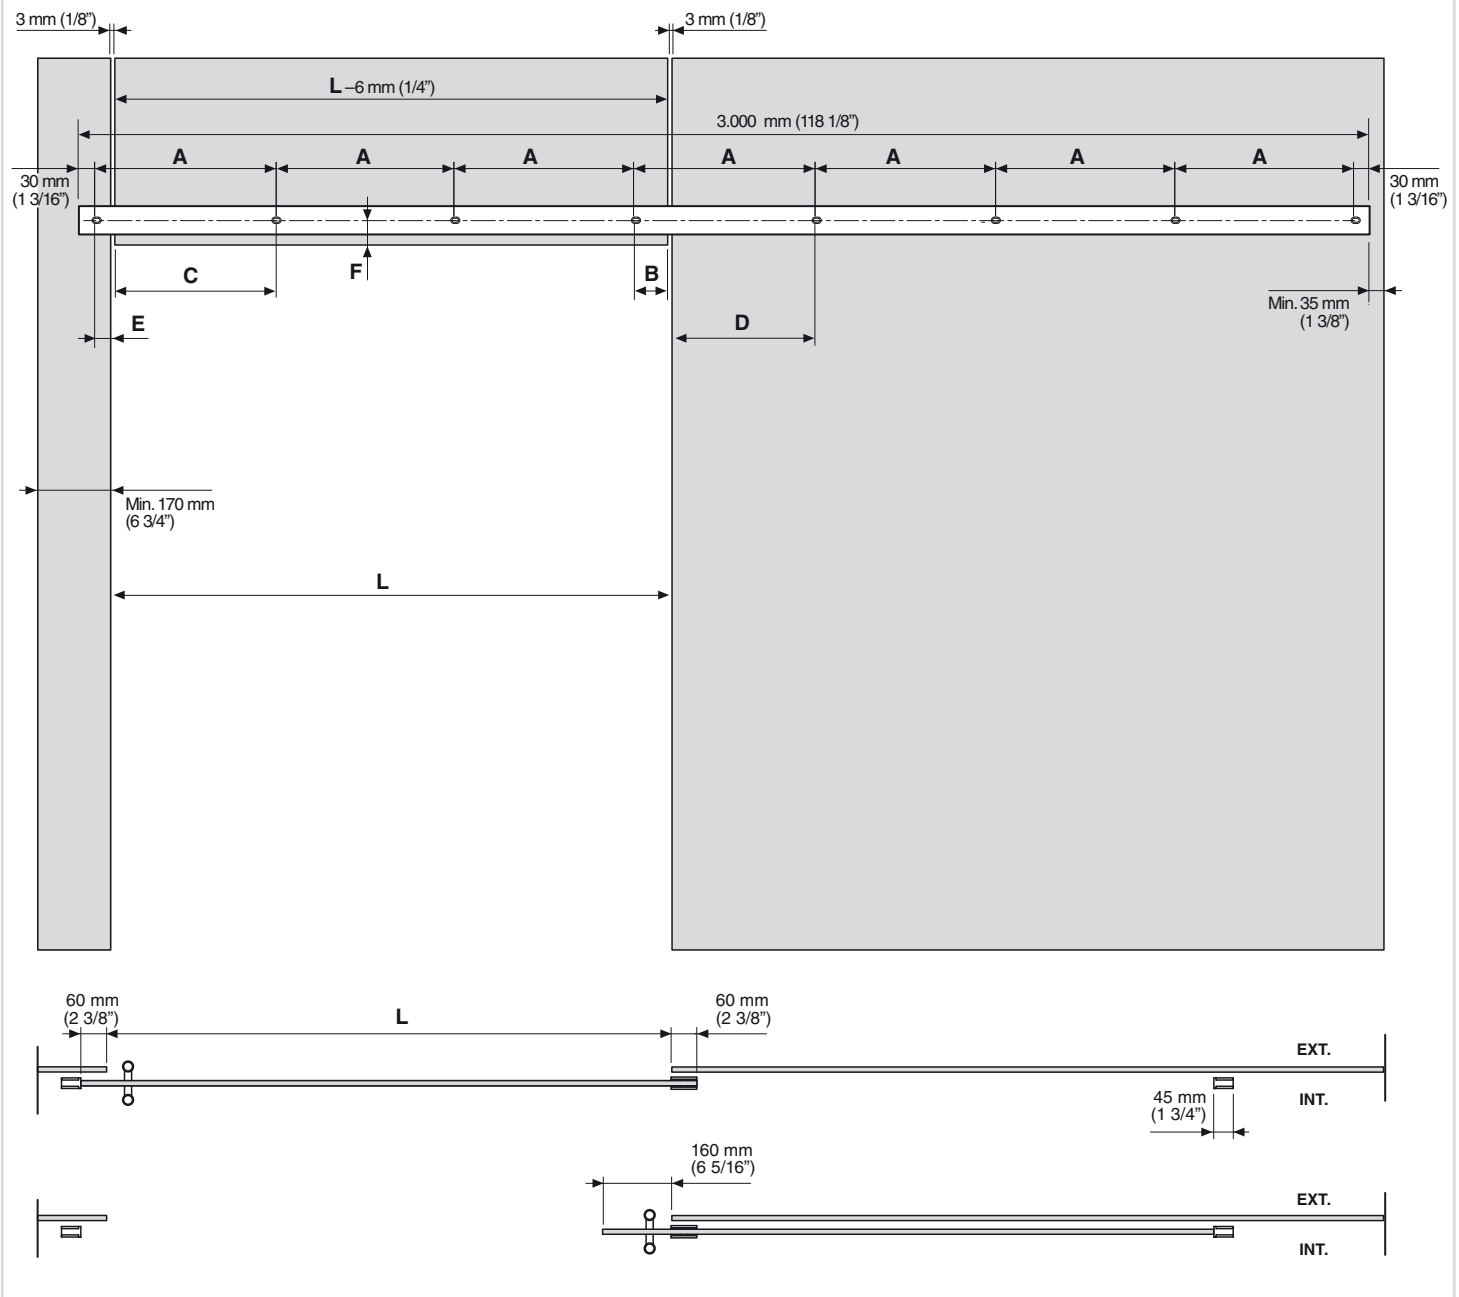 3 mm (1/8”)
3 mm (1/8”)
L –6 mm (1/4”)
3.000 mm (118 1/8”)
A
A
A
A
A
A
A
30 mm
(1 3/16”)
30 mm
(1 3/16”)
C
F
B
E
D
Min. 35 mm
(1 3/8”)
Min. 170 mm
(6 3/4”)
L
60 mm
(2 3/8”)
L
60 mm
(2 3/8”)
EXT.
INT.
45 mm
(1 3/4”)
160 mm
(6 5/16”)
EXT.
INT.